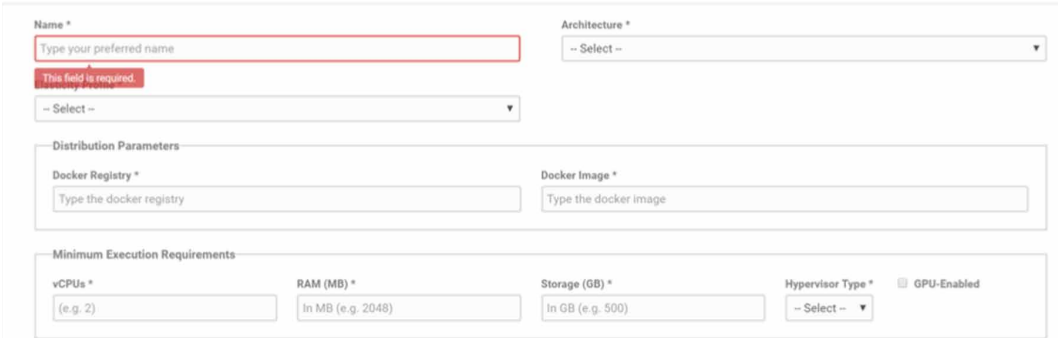 Name *
Architecture *
Type your preferred name
-- Select --
This field is required.
Elasticity Profile *
-- Select --
Distribution Parameters
Docker Registry *
Docker Image *
Type the docker registry
Type the docker image
Minimum Execution Requirements
vCPUs *
RAM (MB) *
Storage (GB) *
Hypervisor Type *
GPU-Enabled
(e.g. 2)
In MB (e.g. 2048)
In GB (e.g. 500)
-- Select --